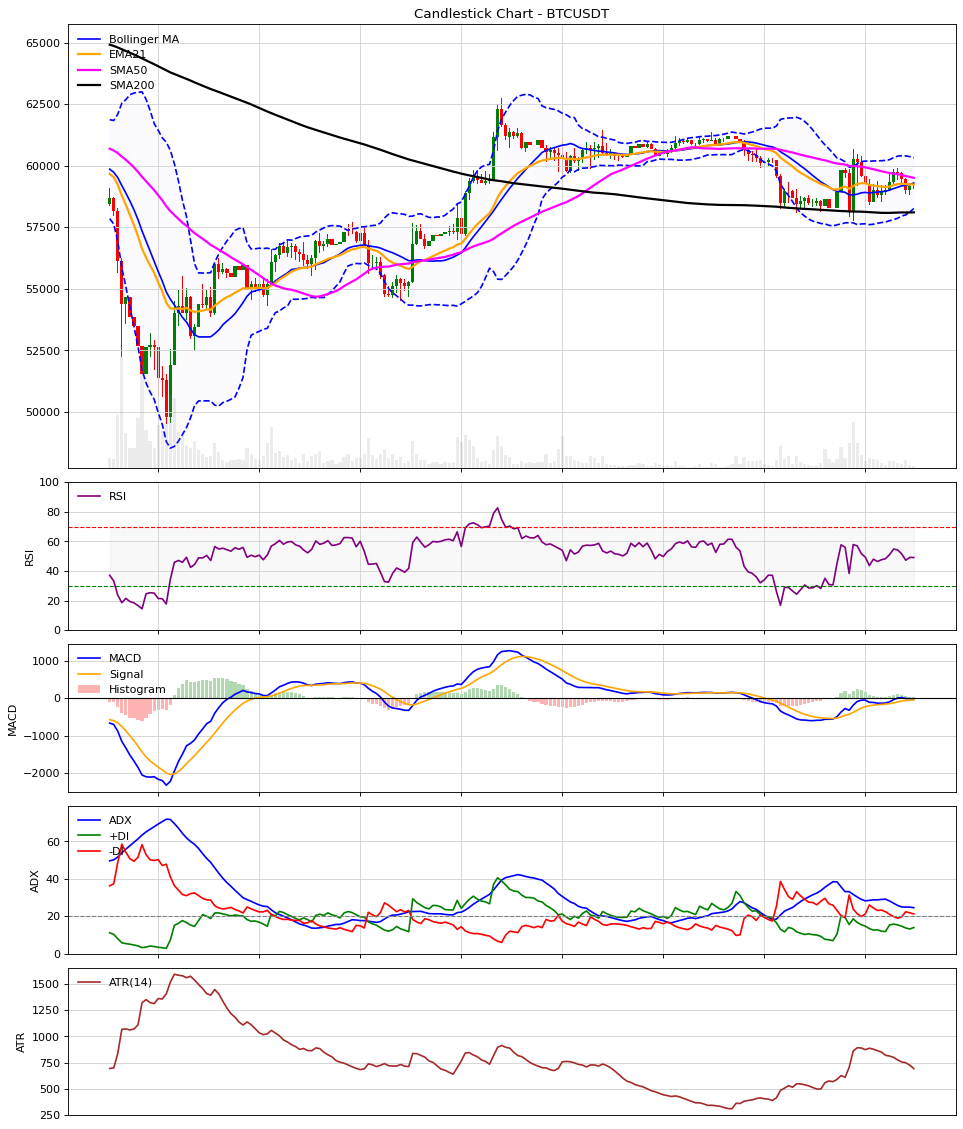 Candlestick Chart - BTCUSDT
65000
62500
60000
57500
55000
52500
50000
Bollinger MA
EMA21
SMA50
SMA200
100
80
60
40
20
0
RSI
RSI
1000
0
−1000
−2000
MACD
MACD
Signal
Histogram
60
40
20
0
ADX
ADX
+DI
-DI
1500
1250
1000
750
500
250
ATR
ATR(14)